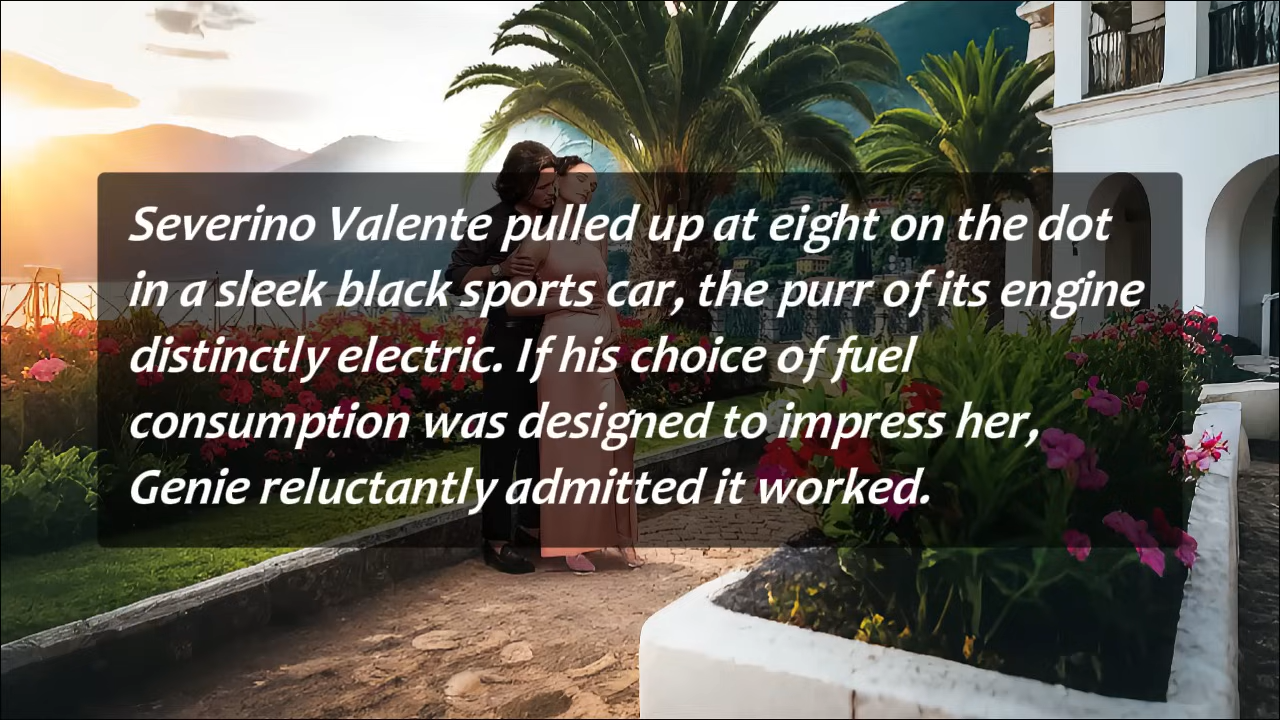 Severino Valente pulled up at eight on the dot
in a sleek black sports car, the purr of its engine
distinctly electric. If his choice of fuel
consumption was designed to impress her,
Genie reluctantly admitted it worked.